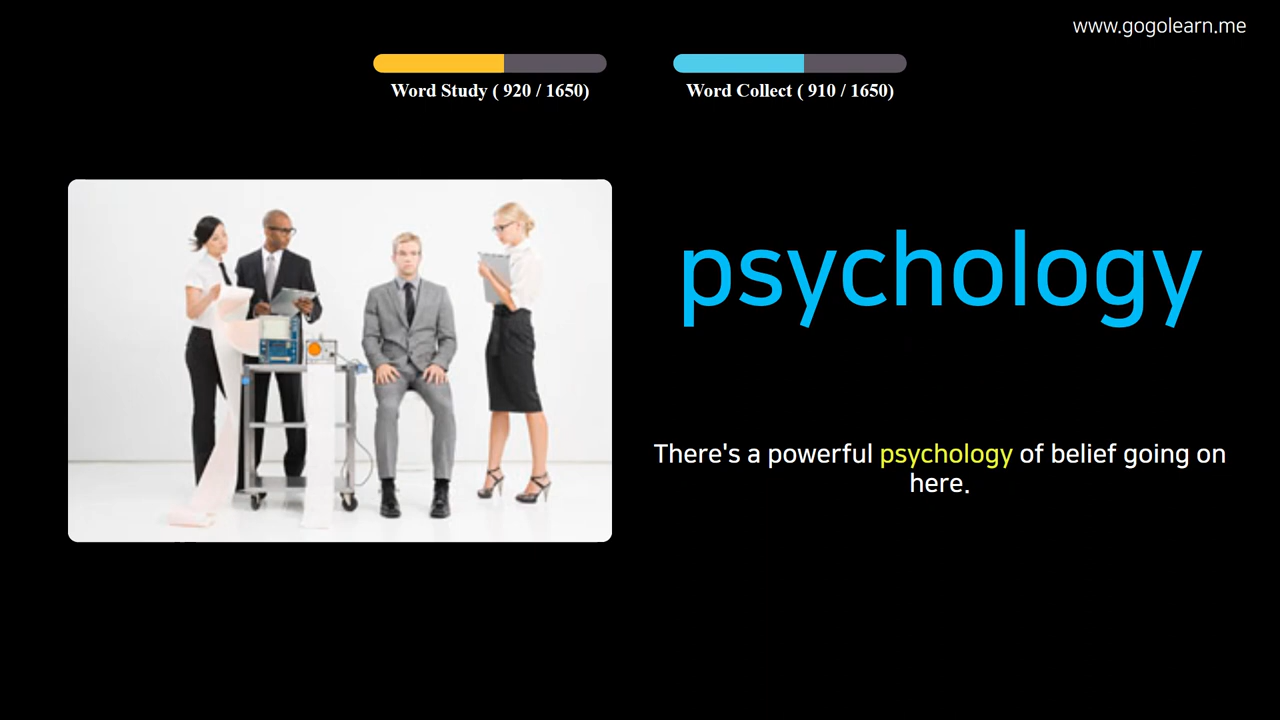 www.gogolearn.me
Word Study ( 920 / 1650)
Word Collect ( 910 / 1650)
psychology
There's a powerful psychology of belief going on
here.